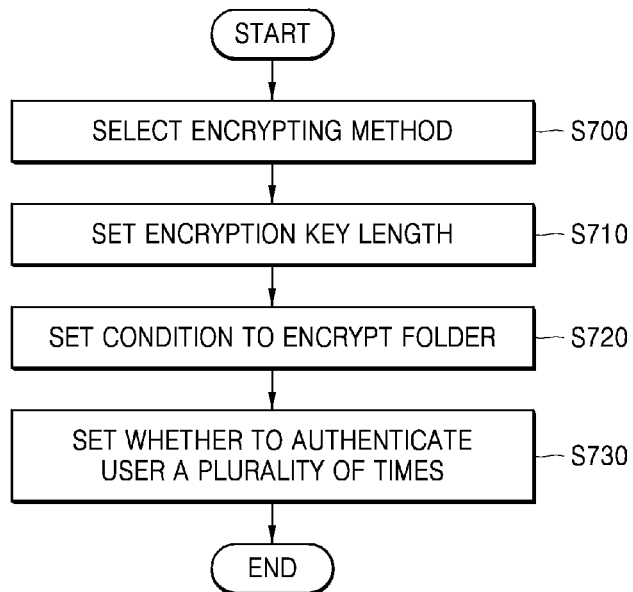 START
SELECT ENCRYPTING METHOD
S700
SET ENCRYPTION KEY LENGTH
S710
SET CONDITION TO ENCRYPT FOLDER
S720
SET WHETHER TO AUTHENTICATE
USER A PLURALITY OF TIMES
S730
END